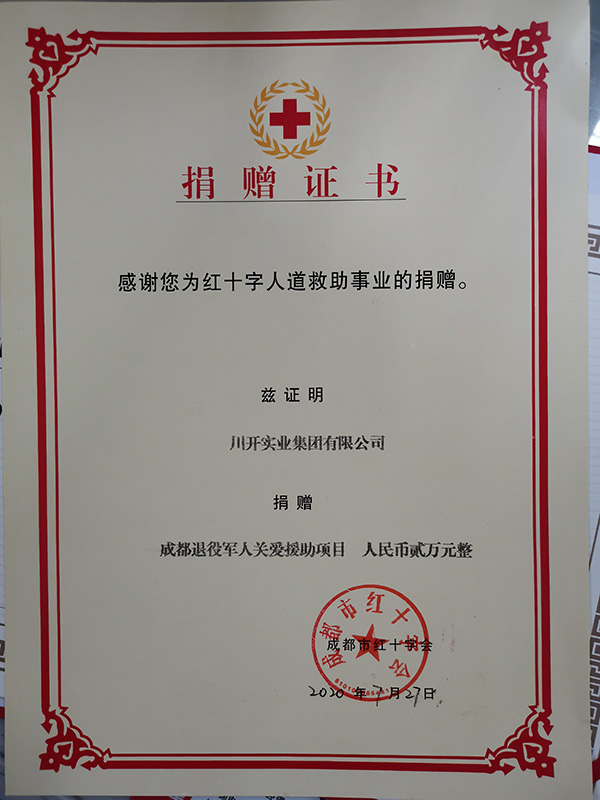 捐赠证书
感谢您为红十字人道救助事业的捐赠。
兹证明
川开实业集团有限公司
捐赠
成都退役军人关爱援助项目 人民币贰万元整
成都市红十字会
成都市红十字会
2020年7月27日